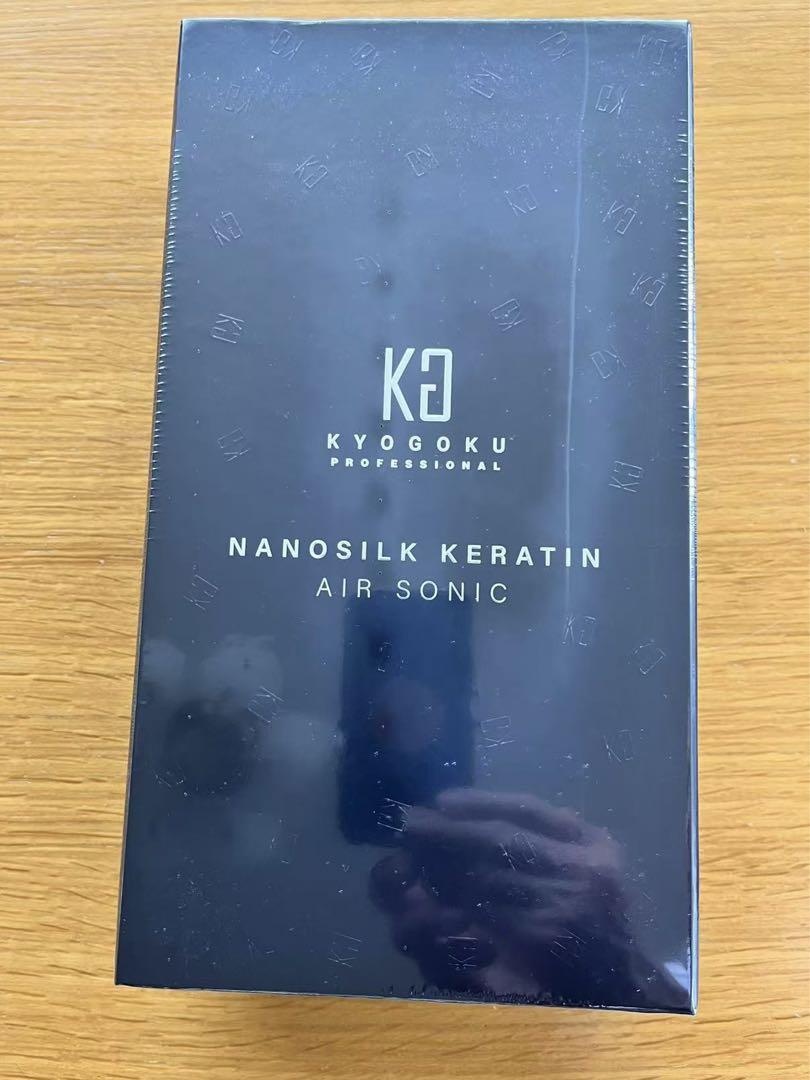 KG
KYOGOKU
PROFESSIONAL
NANOSILK KERATIN
AIR SONIC